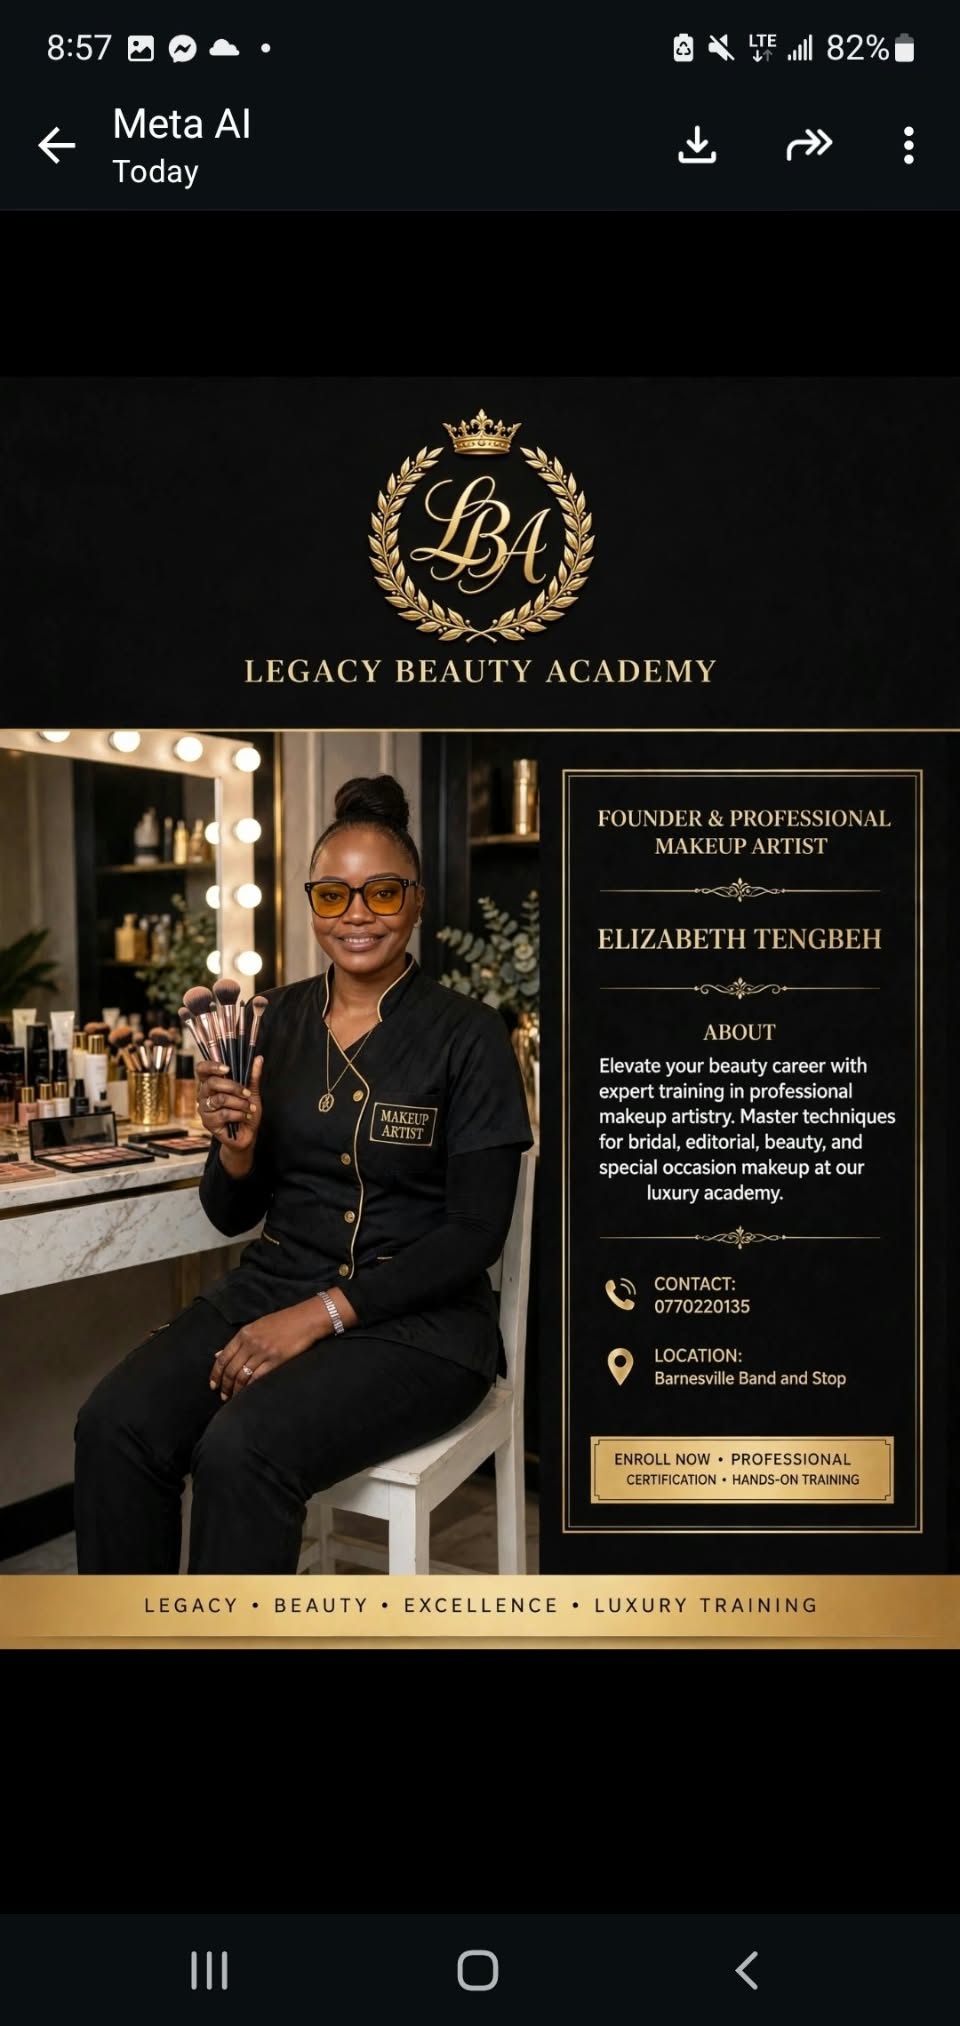 8:57
LTE
82%
Meta AI
Today
LBA
LEGACY BEAUTY ACADEMY
FOUNDER & PROFESSIONAL
MAKEUP ARTIST
ELIZABETH TENGBEH
ABOUT
Elevate your beauty career with
expert training in professional
makeup artistry. Master techniques
for bridal, editorial, beauty, and
special occasion makeup at our
luxury academy.
CONTACT:
0770220135
LOCATION:
Barnesville Band and Stop
ENROLL NOW • PROFESSIONAL
CERTIFICATION • HANDS-ON TRAINING
MAKEUP
ARTIST
LEGACY • BEAUTY • EXCELLENCE • LUXURY TRAINING